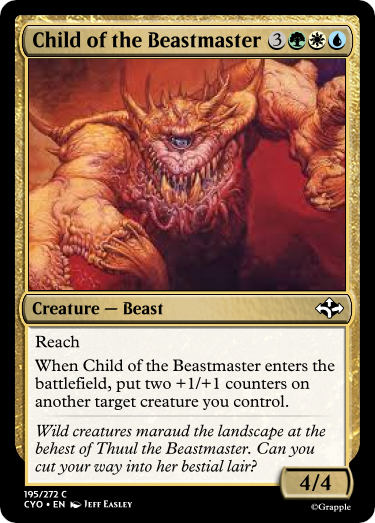 Child of the Beastmaster 3
Creature — Beast
Reach
When Child of the Beastmaster enters the
battlefield, put two +1/+1 counters on
another target creature you control.
Wild creatures maraud the landscape at the
behest of Thuul the Beastmaster. Can you
cut your way into her bestial lair?
4/4
195/272 C
CYO • EN Jeff Easley
©Grapple